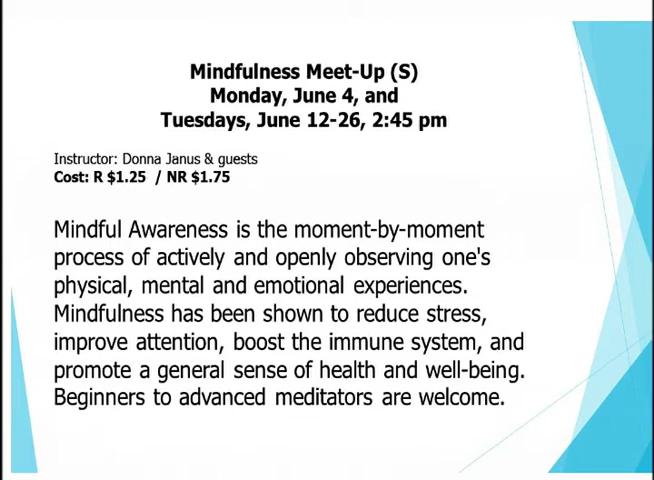 Mindfulness Meet-Up (S)
Monday, June 4, and
Tuesdays, June 12-26, 2:45 pm
Instructor: Donna Janus & guests
Cost: R $1.25  / NR $1.75
Mindful Awareness is the moment-by-moment
process of actively and openly observing one's
physical, mental and emotional experiences.
Mindfulness has been shown to reduce stress,
improve attention, boost the immune system, and
promote a general sense of health and well-being.
Beginners to advanced meditators are welcome.